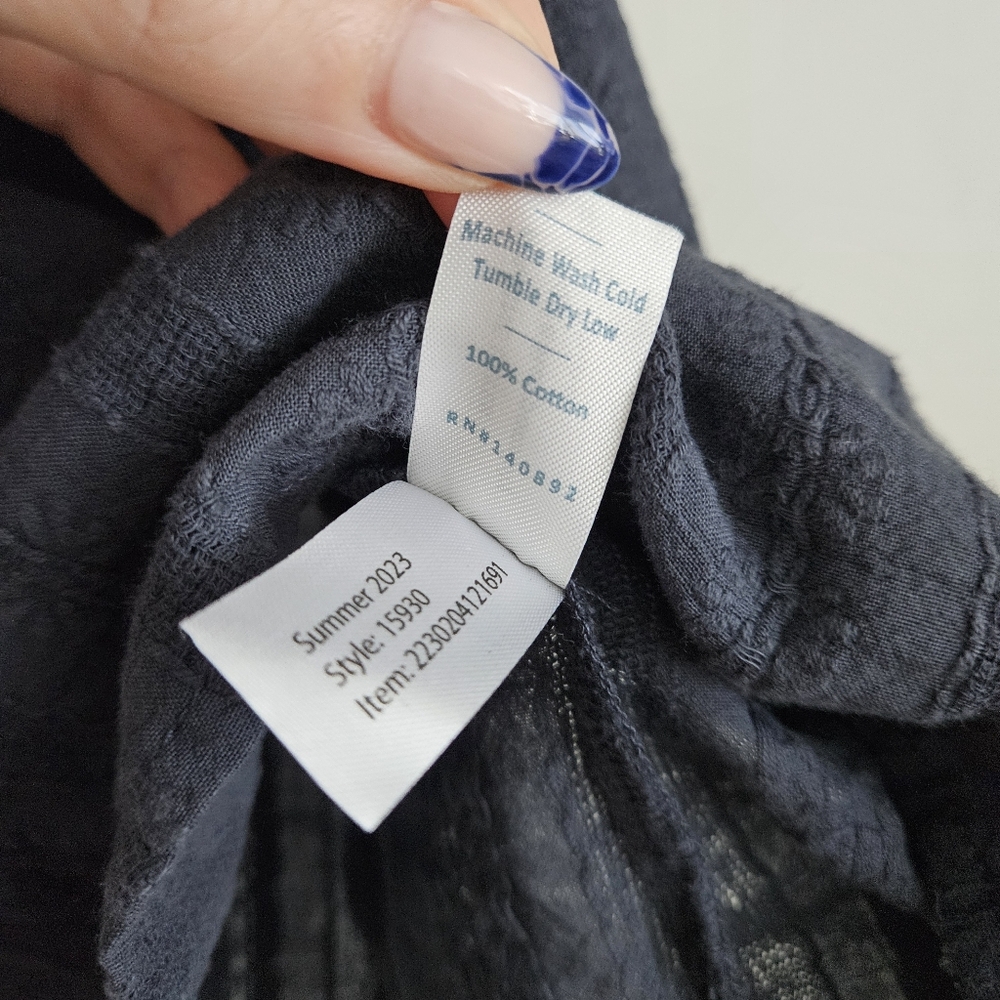 Machine Wash Cold
Tumble Dry Low
100% Cotton
RN#140892
Summer 2023
Style: 15930
Item: 2230204121691